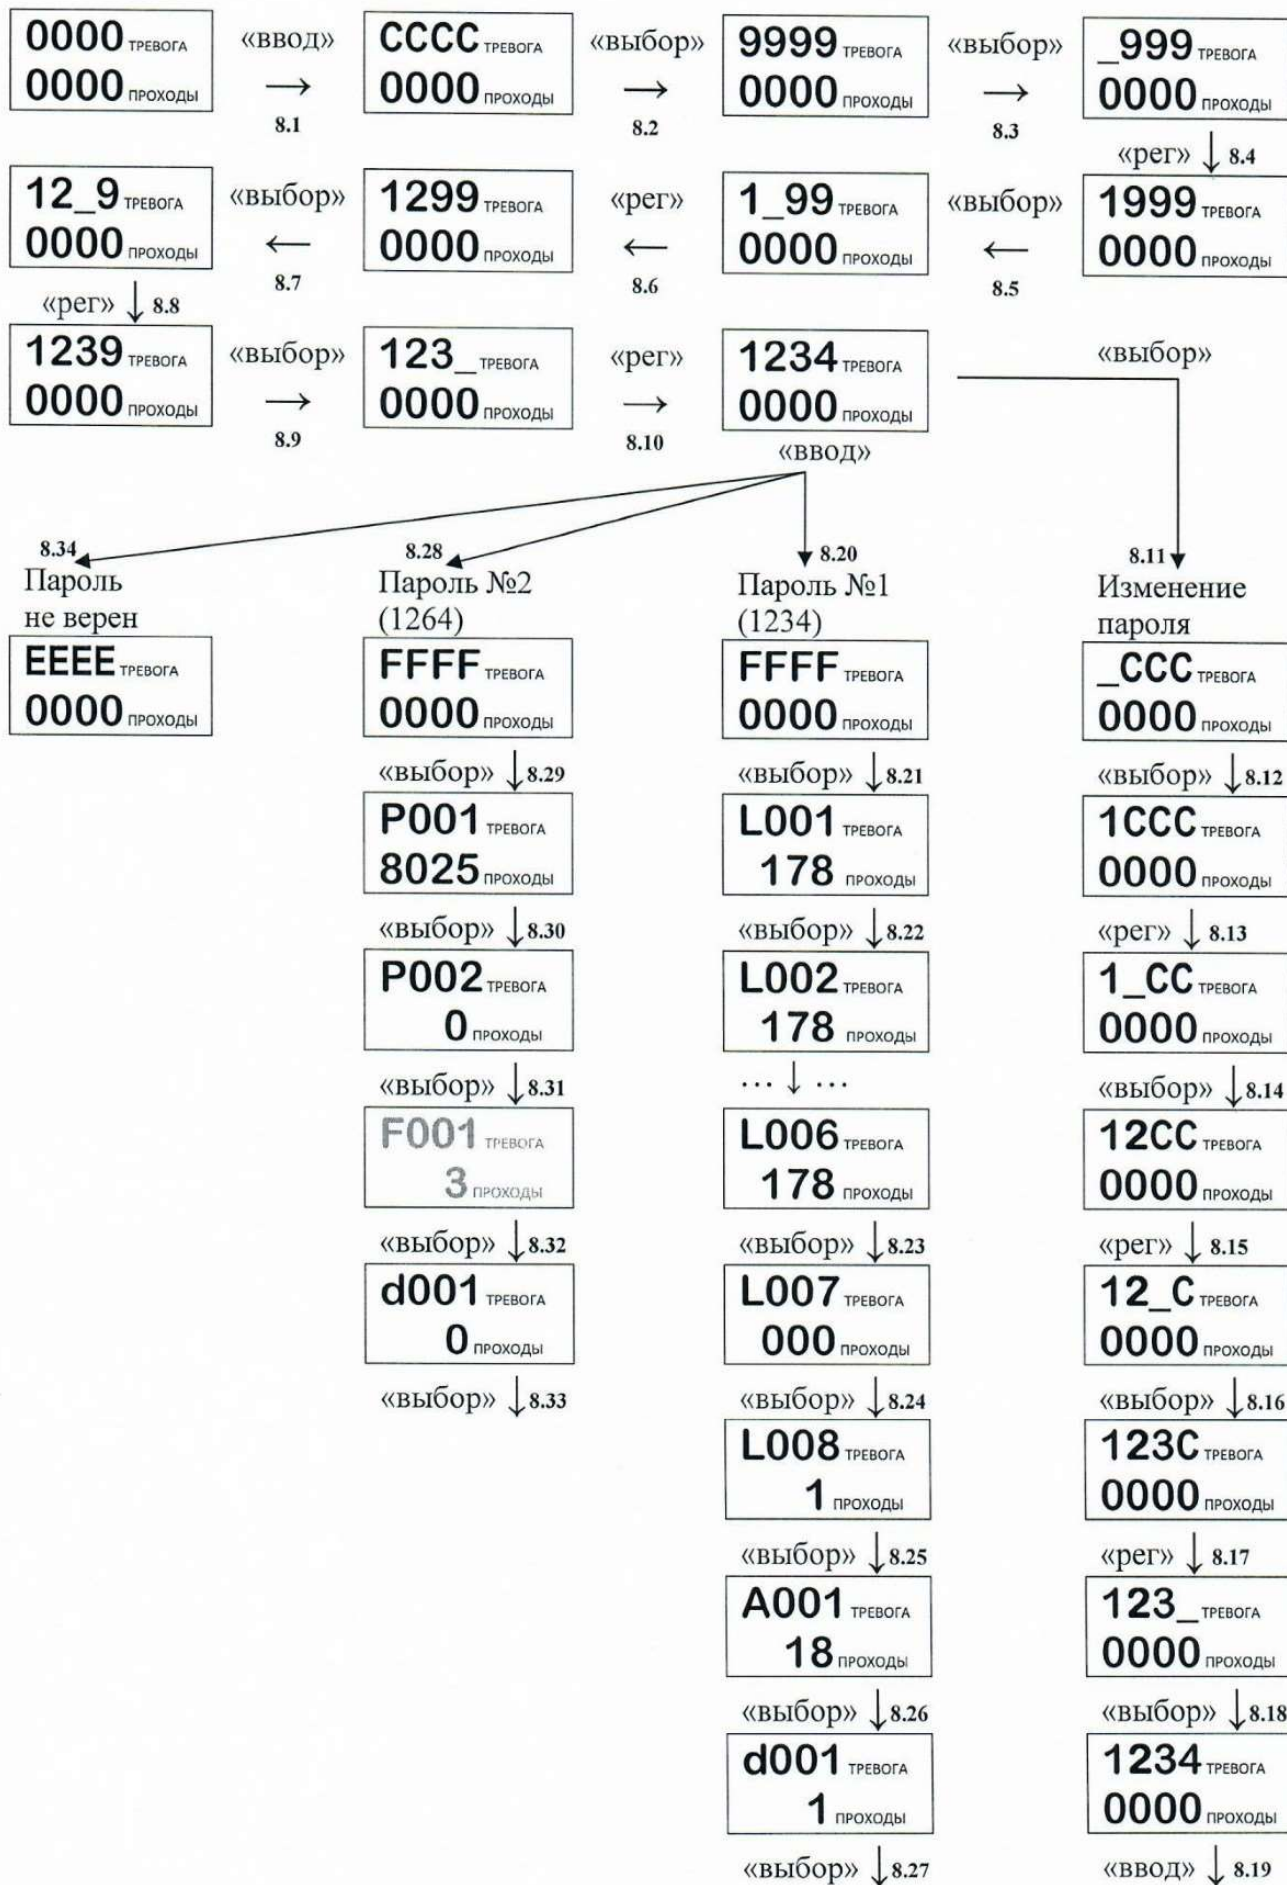 0000 ТРЕВОГА «ввод» CCCC ТРЕВОГА «выбор» 9999 ТРЕВОГА «выбор» _999 ТРЕВОГА
0000 ПРОХОДЫ → 0000 ПРОХОДЫ → 0000 ПРОХОДЫ → 0000 ПРОХОДЫ
8.1 8.2 8.3
«рег» ↓ 8.4
12_9 ТРЕВОГА «выбор» 1299 ТРЕВОГА «рег» 1_99 ТРЕВОГА «выбор» 1999 ТРЕВОГА
0000 ПРОХОДЫ ← 0000 ПРОХОДЫ ← 0000 ПРОХОДЫ ← 0000 ПРОХОДЫ
8.7 8.6 8.5
«рег» ↓ 8.8
1239 ТРЕВОГА «выбор» 123_ ТРЕВОГА «рег» 1234 ТРЕВОГА «выбор»
0000 ПРОХОДЫ → 0000 ПРОХОДЫ → 0000 ПРОХОДЫ
8.9 8.10
«ввод»
8.34
Пароль
не верен
EEEE ТРЕВОГА
0000 ПРОХОДЫ
8.28
Пароль №2
(1264)
FFFF ТРЕВОГА
0000 ПРОХОДЫ
«выбор» ↓ 8.29
P001 ТРЕВОГА
8025 ПРОХОДЫ
«выбор» ↓ 8.30
P002 ТРЕВОГА
0 ПРОХОДЫ
«выбор» ↓ 8.31
F001 ТРЕВОГА
3 ПРОХОДЫ
«выбор» ↓ 8.32
d001 ТРЕВОГА
0 ПРОХОДЫ
«выбор» ↓ 8.33
8.20
Пароль №1
(1234)
FFFF ТРЕВОГА
0000 ПРОХОДЫ
«выбор» ↓ 8.21
L001 ТРЕВОГА
178 ПРОХОДЫ
«выбор» ↓ 8.22
L002 ТРЕВОГА
178 ПРОХОДЫ
... ↓ ...
L006 ТРЕВОГА
178 ПРОХОДЫ
«выбор» ↓ 8.23
L007 ТРЕВОГА
000 ПРОХОДЫ
«выбор» ↓ 8.24
L008 ТРЕВОГА
1 ПРОХОДЫ
«выбор» ↓ 8.25
A001 ТРЕВОГА
18 ПРОХОДЫ
«выбор» ↓ 8.26
d001 ТРЕВОГА
1 ПРОХОДЫ
«выбор» ↓ 8.27
8.11
Изменение
пароля
_CCC ТРЕВОГА
0000 ПРОХОДЫ
«выбор» ↓ 8.12
1CCC ТРЕВОГА
0000 ПРОХОДЫ
«рег» ↓ 8.13
1_CC ТРЕВОГА
0000 ПРОХОДЫ
«выбор» ↓ 8.14
12CC ТРЕВОГА
0000 ПРОХОДЫ
«рег» ↓ 8.15
12_C ТРЕВОГА
0000 ПРОХОДЫ
«выбор» ↓ 8.16
123C ТРЕВОГА
0000 ПРОХОДЫ
«рег» ↓ 8.17
123_ ТРЕВОГА
0000 ПРОХОДЫ
«выбор» ↓ 8.18
1234 ТРЕВОГА
0000 ПРОХОДЫ
«ввод» ↓ 8.19